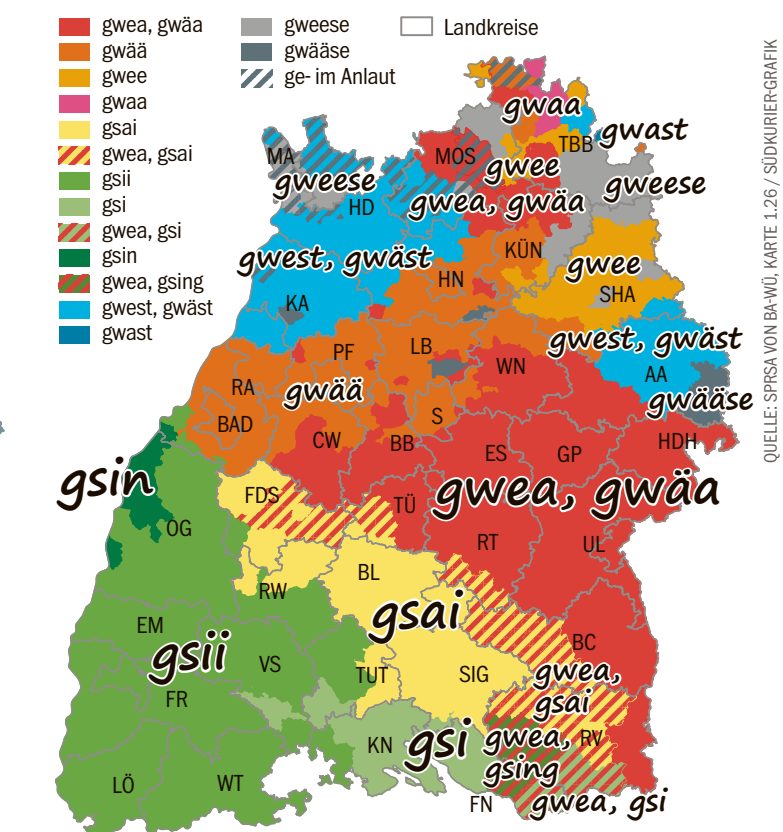 gwea, gwäa
gwää
gwee
gwaa
gsai
gwea, gsai
gsii
gsi
gwea, gsi
gsin
gwea, gsing
gwest, gwäst
gwast
gweese
gwääse
ge- im Anlaut
Landkreise
QUELLE: SPRSA VON BA-WÜ, KARTE 1.26 / SÜDKURIER-GRAFIK
gwaa
gwast
TBB
MA
MOS
gwee
gweese
gweese
HD
gwea, gwäa
KÜN
gwest, gwäst
gwee
HN
SHA
KA
gwest, gwäst
PF
LB
WN
AA
RA
gwää
gwääse
BAD
S
CW
BB
HDH
ES
GP
gsin
gwea, gwäa
FDS
TÜ
OG
RT
UL
BL
RW
gsai
EM
BC
gsii
VS
TUT
SIG
gwea,
gsai
FR
KN
gsi
gwea,
gsing
RV
LÖ
WT
FN
gwea, gsi